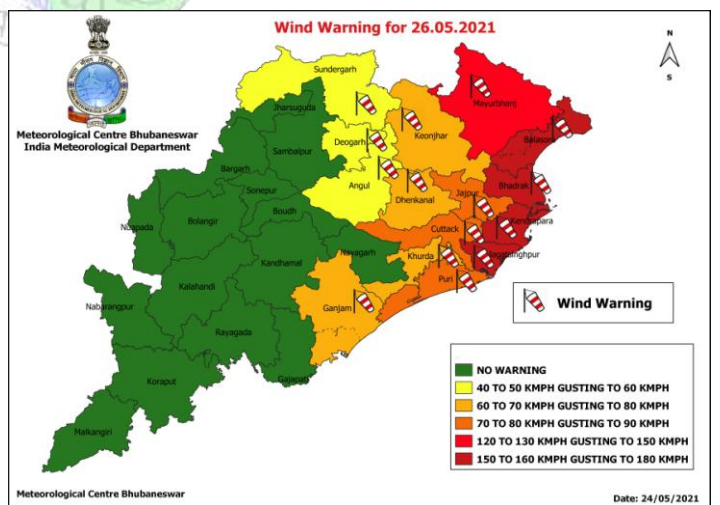 Wind Warning for 26.05.2021
N
S
Meteorological Centre Bhubaneswar
India Meteorological Department
Sundergarh
Jharsuguda
Mayurbhanj
Sambalpur
Deogarh
Keonjhar
Balasore
Bargarh
Angul
Bhadrak
Sonepur
Dhenkanal
Jajpur
Nuapada
Bolangir
Boudh
Cuttack
Kendrapara
Nayagarh
Khurda
Jagatsinghpur
Kandhamal
Puri
Kalahandi
Nabarangpur
Ganjam
Wind Warning
Rayagada
Koraput
Gajapati
Malkangiri
NO WARNING
40 TO 50 KMPH GUSTING TO 60 KMPH
60 TO 70 KMPH GUSTING TO 80 KMPH
70 TO 80 KMPH GUSTING TO 90 KMPH
120 TO 130 KMPH GUSTING TO 150 KMPH
150 TO 160 KMPH GUSTING TO 180 KMPH
Meteorological Centre Bhubaneswar
Date: 24/05/2021